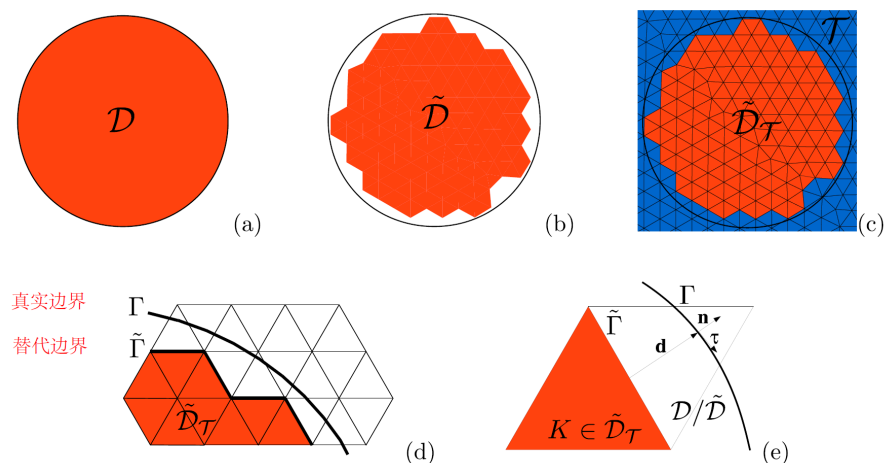 𝒟
(a)
𝒟̃
(b)
𝒯
𝒟̃_𝒯
(c)
真实边界
Γ
替代边界
Γ̃
𝒟̃_𝒯
(d)
Γ
Γ̃
n
d
τ
𝒟/𝒟̃
K ∈ 𝒟̃_𝒯
(e)